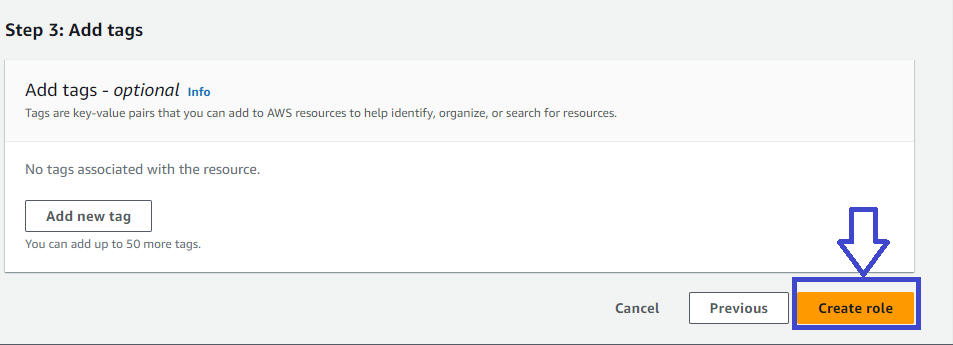 Step 3: Add tags
Add tags - optional Info
Tags are key-value pairs that you can add to AWS resources to help identify, organize, or search for resources.
No tags associated with the resource.
Add new tag
You can add up to 50 more tags.
Cancel Previous Create role